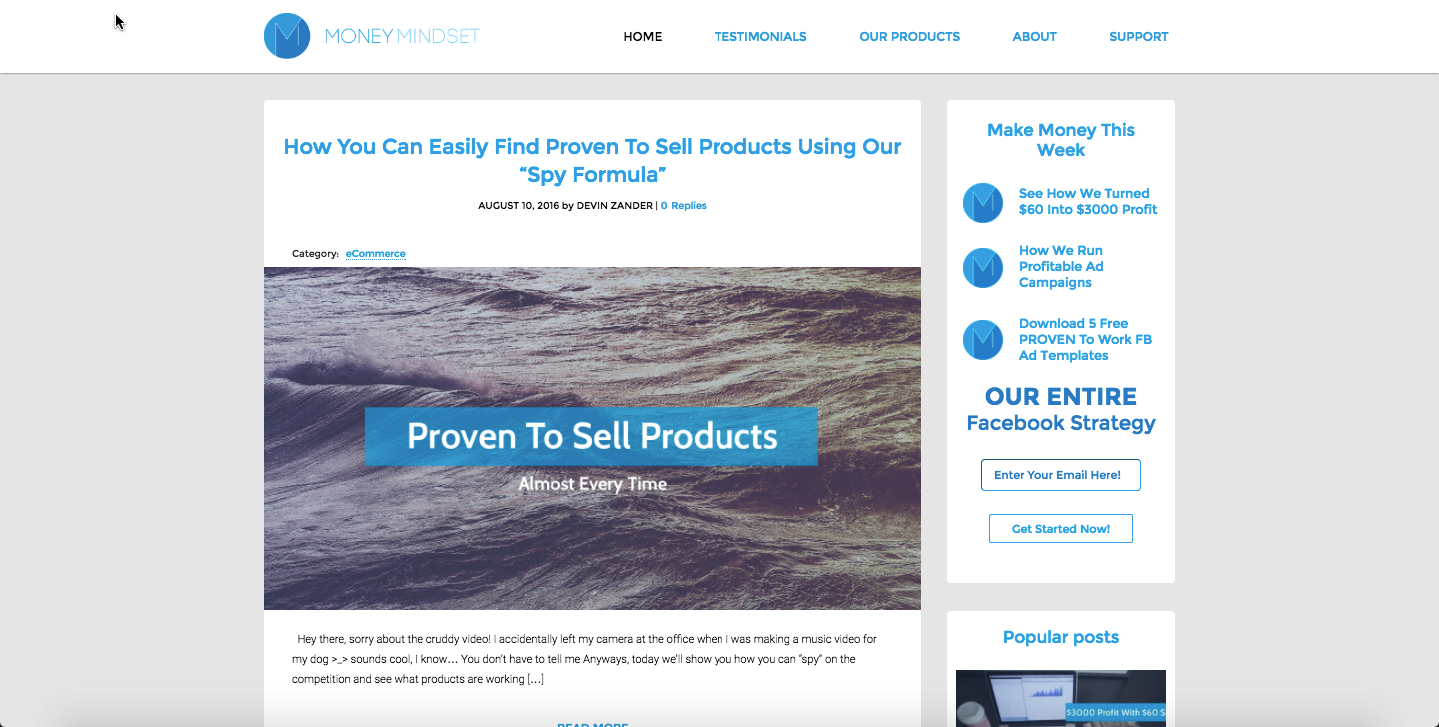 MONEY MINDSET
HOME
TESTIMONIALS
OUR PRODUCTS
ABOUT
SUPPORT
How You Can Easily Find Proven To Sell Products Using Our
“Spy Formula”
AUGUST 10, 2016 by DEVIN ZANDER | 0 Replies
Category: eCommerce
Proven To Sell Products
Almost Every Time
Hey there, sorry about the cruddy video! I accidentally left my camera at the office when I was making a music video for
my dog >_> sounds cool, I know… You don’t have to tell me Anyways, today we’ll show you how you can “spy” on the
competition and see what products are working […]
READ MORE
Make Money This
Week
See How We Turned
$60 Into $3000 Profit
How We Run
Profitable Ad
Campaigns
Download 5 Free
PROVEN To Work FB
Ad Templates
OUR ENTIRE
Facebook Strategy
Enter Your Email Here!
Get Started Now!
Popular posts
$3000 Profit With $60 S